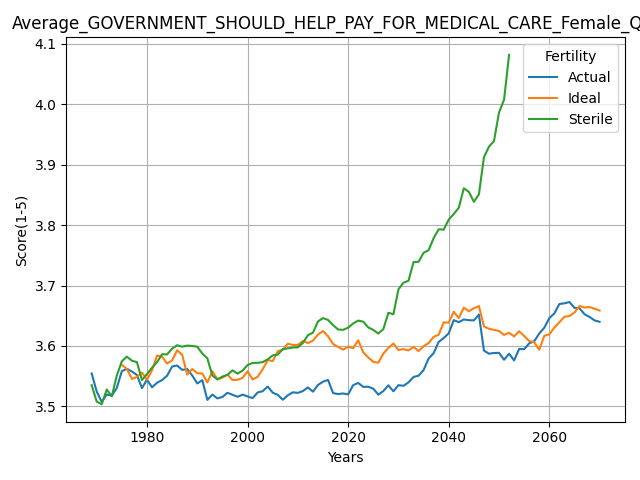 Average_GOVERNMENT_SHOULD_HELP_PAY_FOR_MEDICAL_CARE_Female_Q
4.1
4.0
3.9
3.8
3.7
3.6
3.5
Score(1-5)
Fertility
Actual
Ideal
Sterile
1980
2000
2020
2040
2060
Years